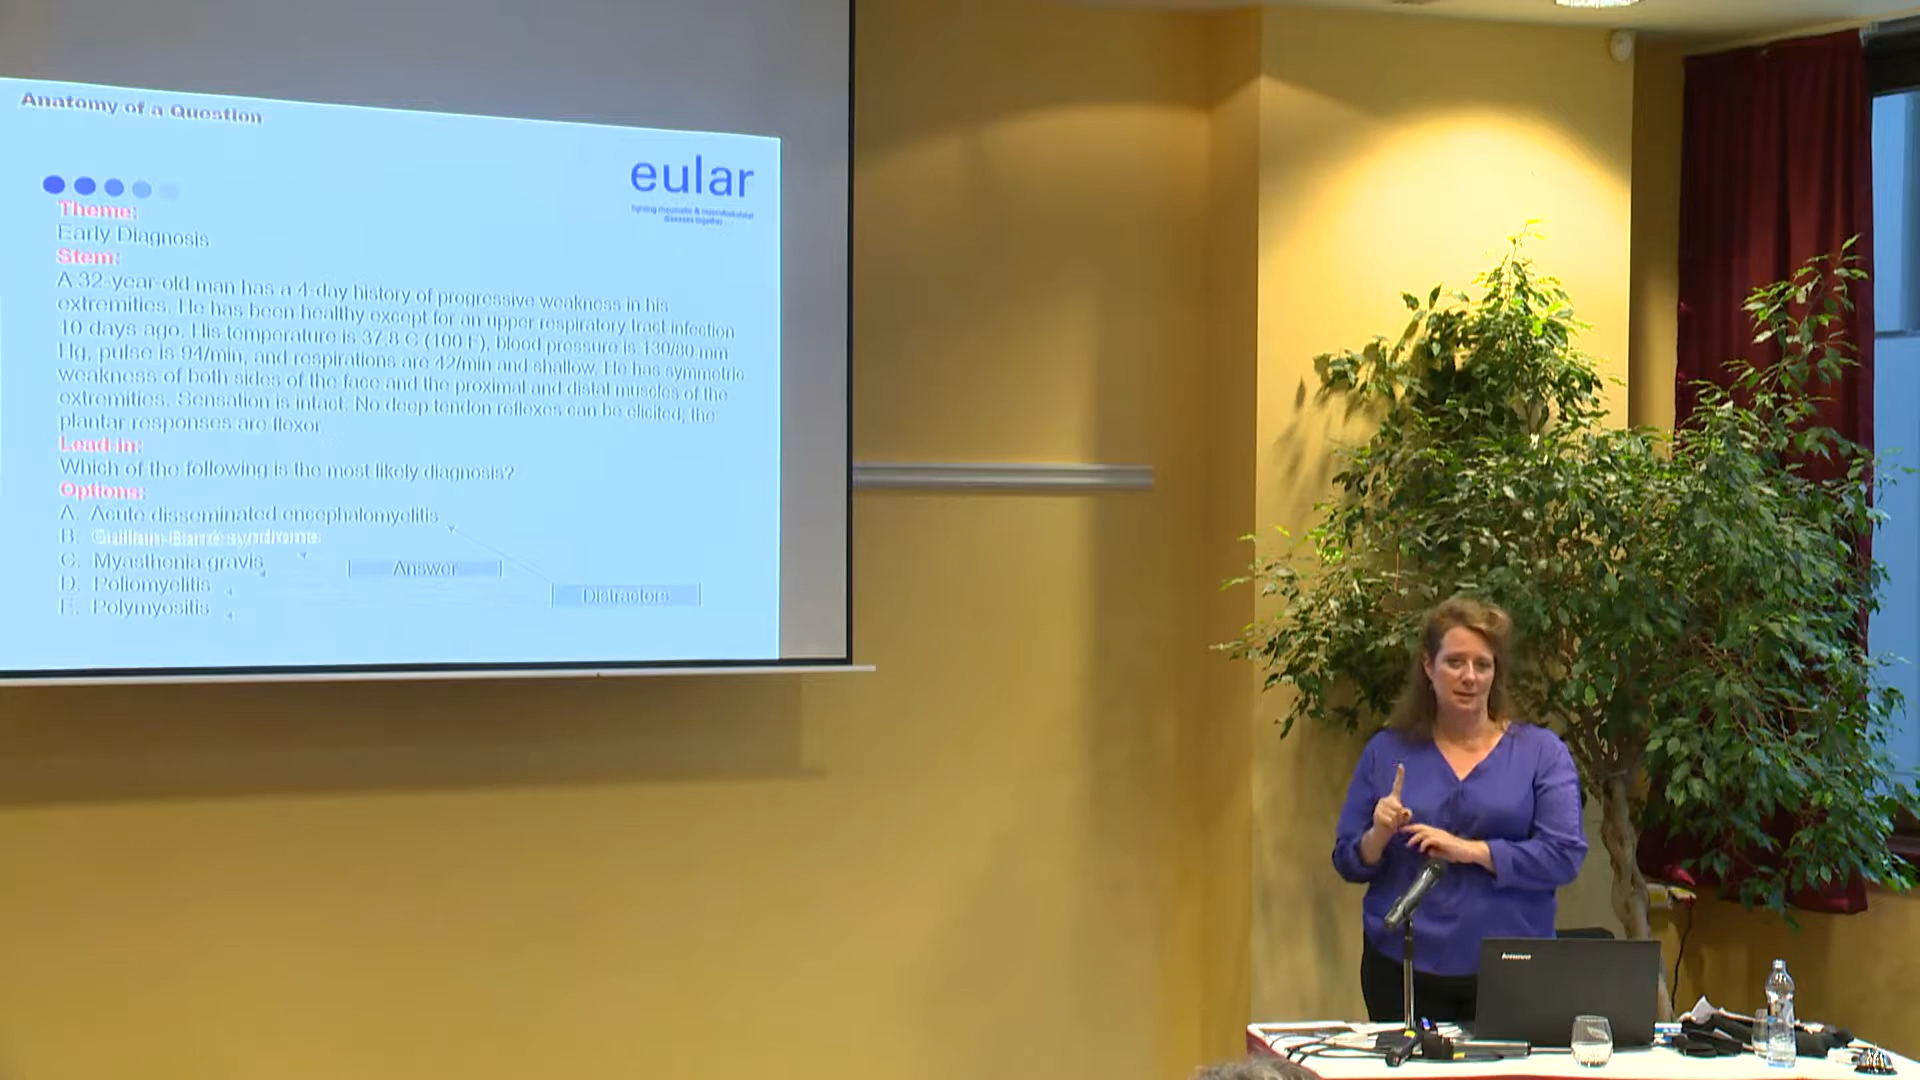 Anatomy of a Question
eular
fighting rheumatic & musculoskeletal
diseases together
Theme:
Early Diagnosis
Stem:
A 32-year-old man has a 4-day history of progressive weakness in his
extremities. He has been healthy except for an upper respiratory tract infection
10 days ago. His temperature is 37.8 C (100 F), blood pressure is 130/80 mm
Hg, pulse is 94/min, and respirations are 42/min and shallow. He has symmetric
weakness of both sides of the face and the proximal and distal muscles of the
extremities. Sensation is intact. No deep tendon reflexes can be elicited; the
plantar responses are flexor.
Lead-in:
Which of the following is the most likely diagnosis?
Options:
A. Acute disseminated encephalomyelitis
B. Guillain-Barré syndrome
C. Myasthenia gravis
D. Poliomyelitis
E. Polymyositis
Answer
Distractors
lenovo